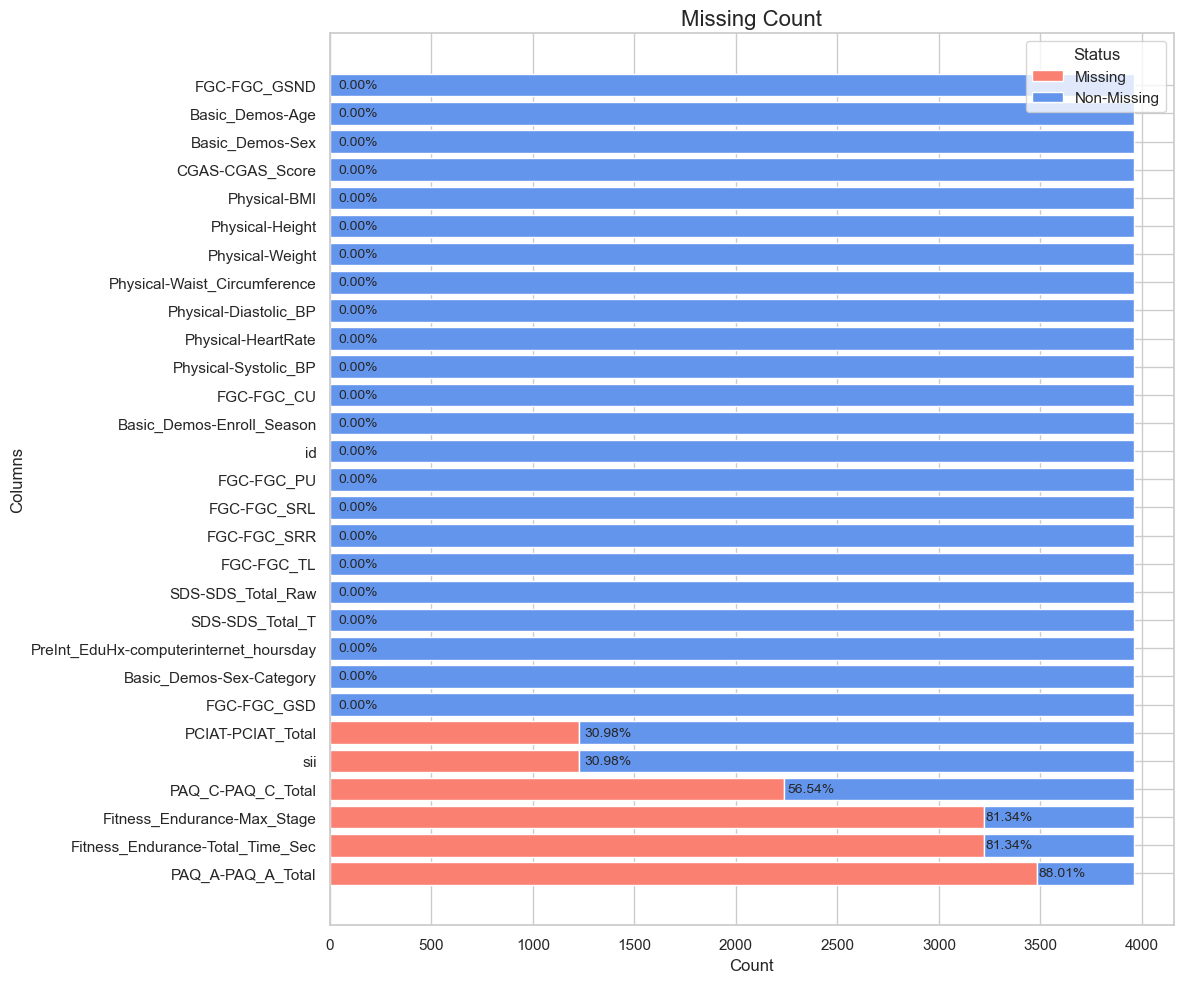 Missing Count
Status
Missing
Non-Missing
FGC-FGC_GSND 0.00%
Basic_Demos-Age 0.00%
Basic_Demos-Sex 0.00%
CGAS-CGAS_Score 0.00%
Physical-BMI 0.00%
Physical-Height 0.00%
Physical-Weight 0.00%
Physical-Waist_Circumference 0.00%
Physical-Diastolic_BP 0.00%
Physical-HeartRate 0.00%
Physical-Systolic_BP 0.00%
FGC-FGC_CU 0.00%
Basic_Demos-Enroll_Season 0.00%
id 0.00%
FGC-FGC_PU 0.00%
FGC-FGC_SRL 0.00%
FGC-FGC_SRR 0.00%
FGC-FGC_TL 0.00%
SDS-SDS_Total_Raw 0.00%
SDS-SDS_Total_T 0.00%
PreInt_EduHx-computerinternet_hoursday 0.00%
Basic_Demos-Sex-Category 0.00%
FGC-FGC_GSD 0.00%
PCIAT-PCIAT_Total 30.98%
sii 30.98%
PAQ_C-PAQ_C_Total 56.54%
Fitness_Endurance-Max_Stage 81.34%
Fitness_Endurance-Total_Time_Sec 81.34%
PAQ_A-PAQ_A_Total 88.01%
Columns
0 500 1000 1500 2000 2500 3000 3500 4000
Count